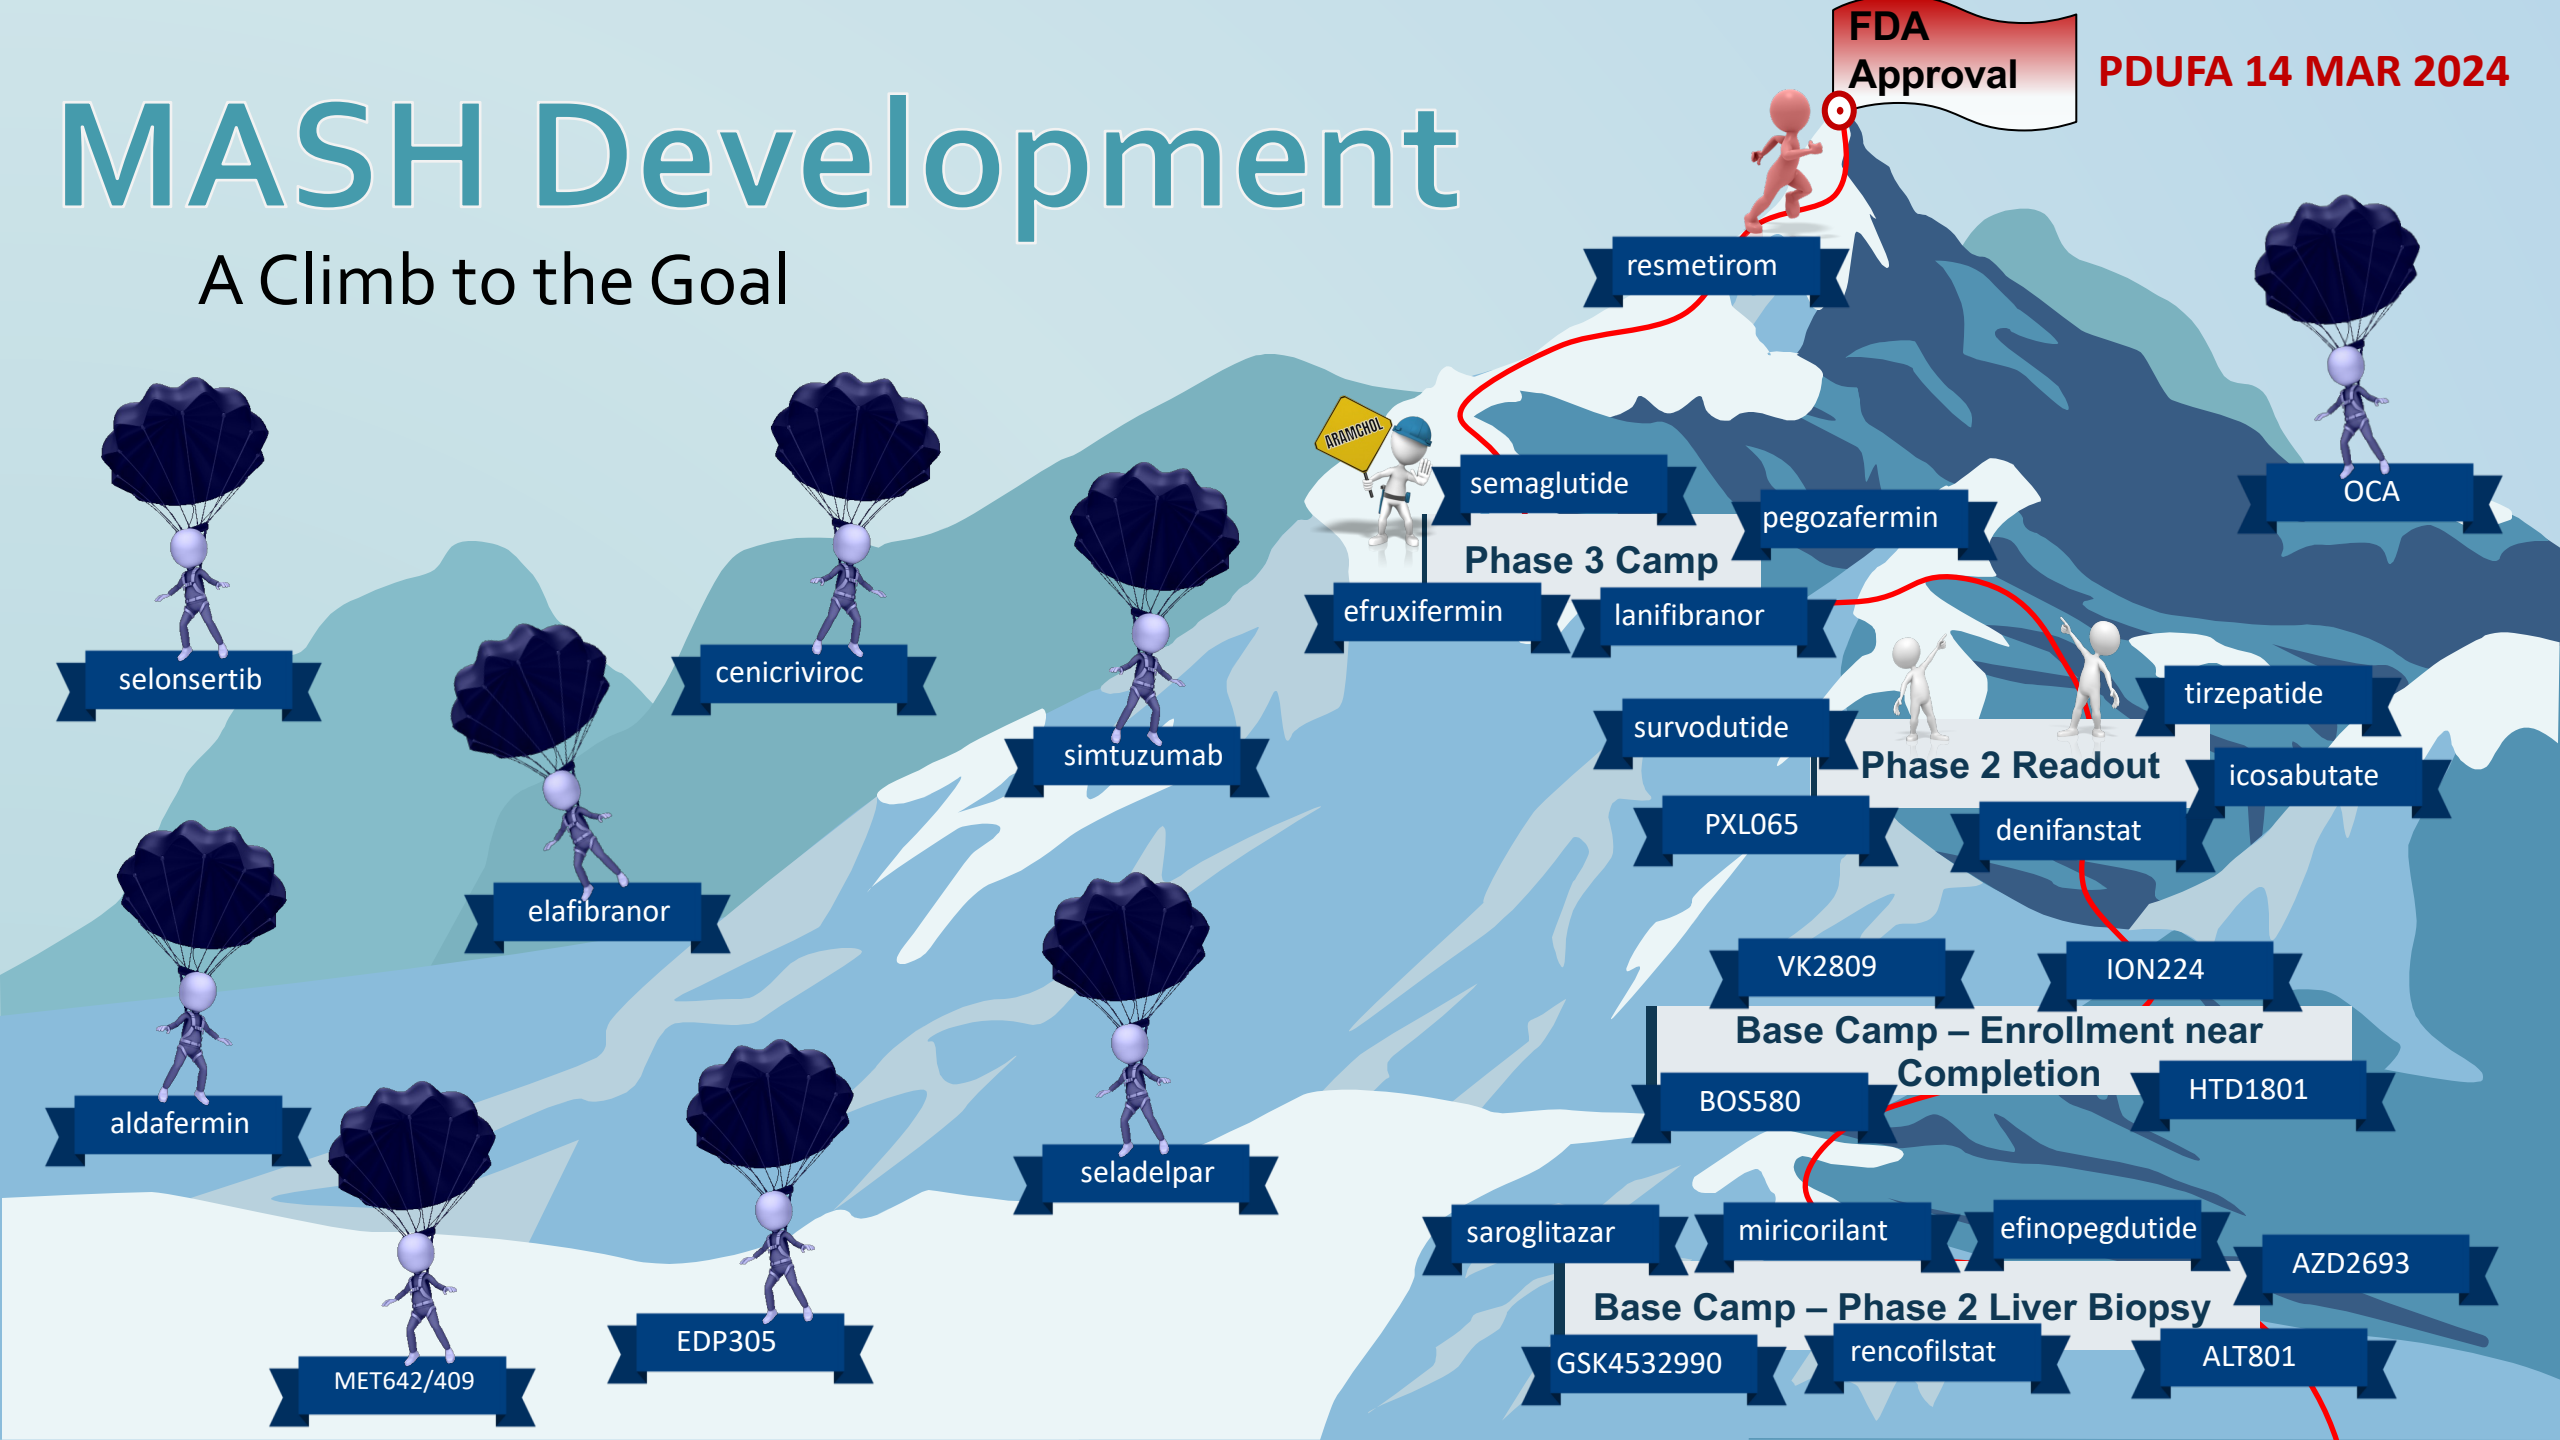 FDA
Approval
PDUFA 14 MAR 2024
MASH Development
A Climb to the Goal
resmetirom
ARAMCHOL
semaglutide
pegozafermin
OCA
Phase 3 Camp
efruxifermin
lanifibranor
selonsertib
cenicriviroc
simtuzumab
survodutide
tirzepatide
Phase 2 Readout
icosabutate
PXL065
denifanstat
elafibranor
VK2809
ION224
Base Camp – Enrollment near
Completion
BOS580
HTD1801
aldafermin
seladelpar
saroglitazar
miricorilant
efinopegdutide
AZD2693
Base Camp – Phase 2 Liver Biopsy
GSK4532990
rencofilstat
ALT801
EDP305
MET642/409